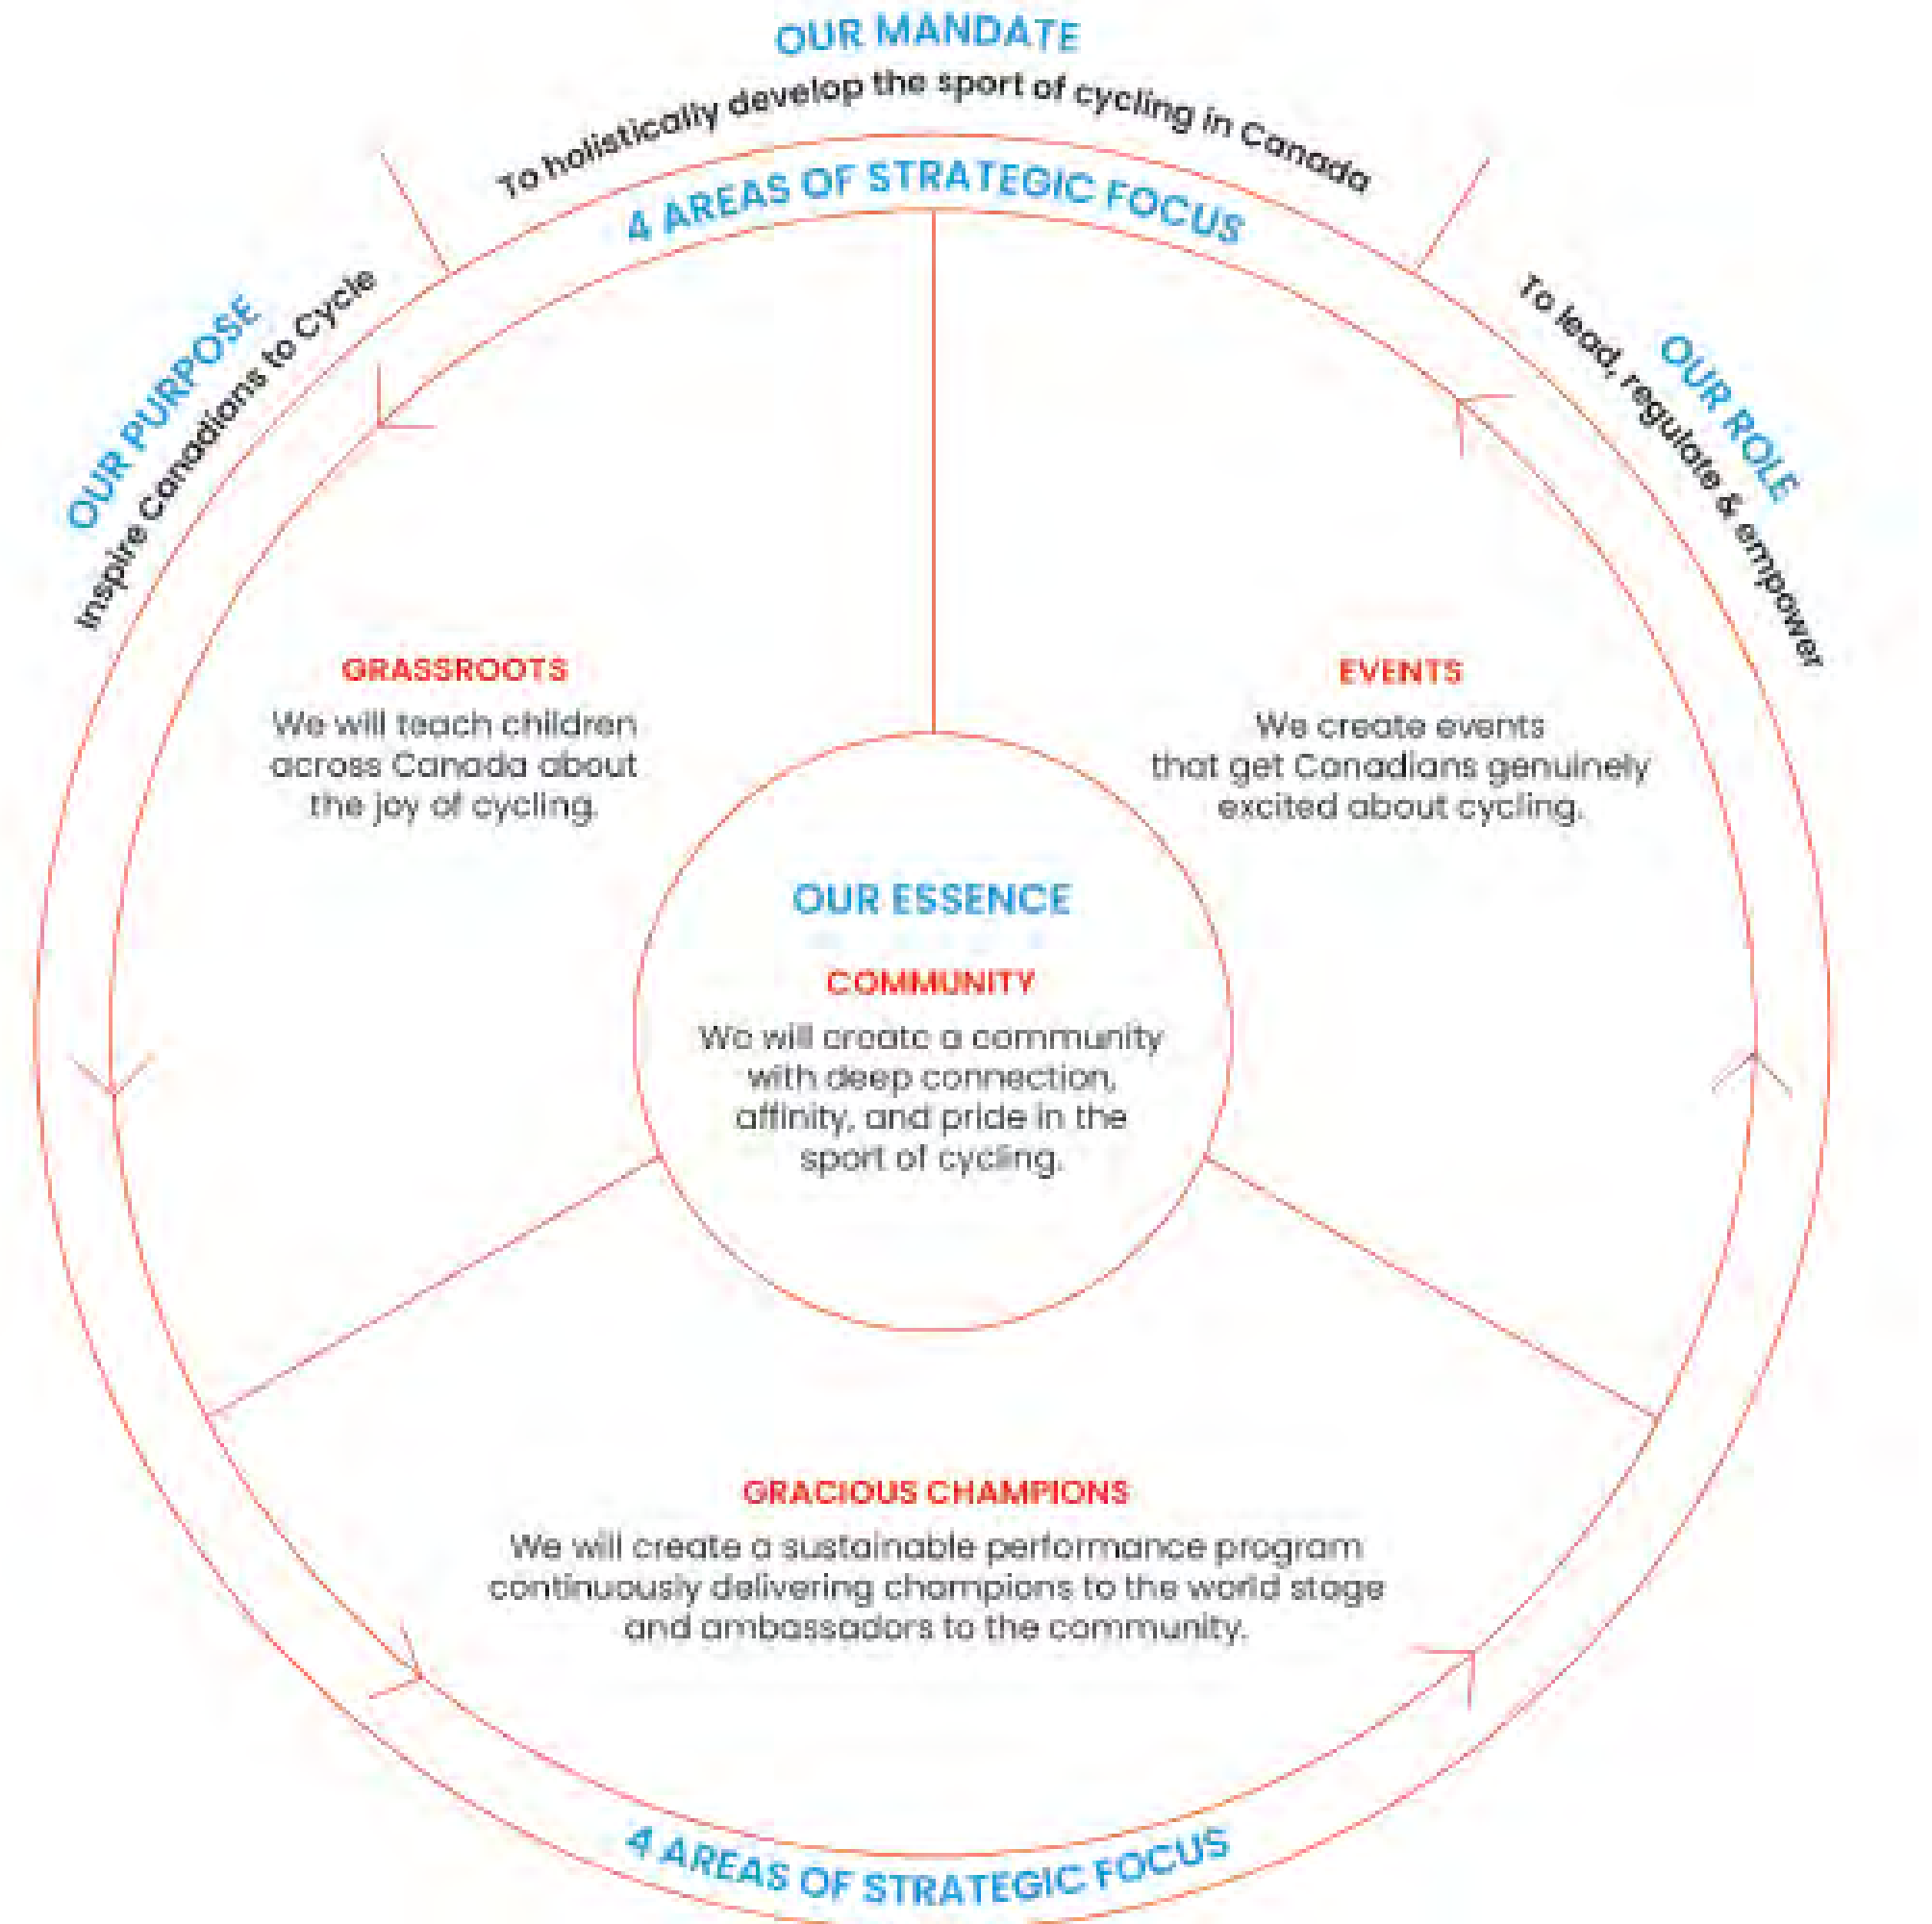 OUR MANDATE
To holistically develop the sport of cycling in Canada
4 AREAS OF STRATEGIC FOCUS
OUR PURPOSE
Inspire Canadians to Cycle
OUR ROLE
To lead, regulate & empower
GRASSROOTS
We will teach children
across Canada about
the joy of cycling.
EVENTS
We create events
that get Canadians genuinely
excited about cycling.
OUR ESSENCE
COMMUNITY
We will create a community
with deep connection,
affinity, and pride in the
sport of cycling.
GRACIOUS CHAMPIONS
We will create a sustainable performance program
continuously delivering champions to the world stage
and ambassadors to the community.
4 AREAS OF STRATEGIC FOCUS